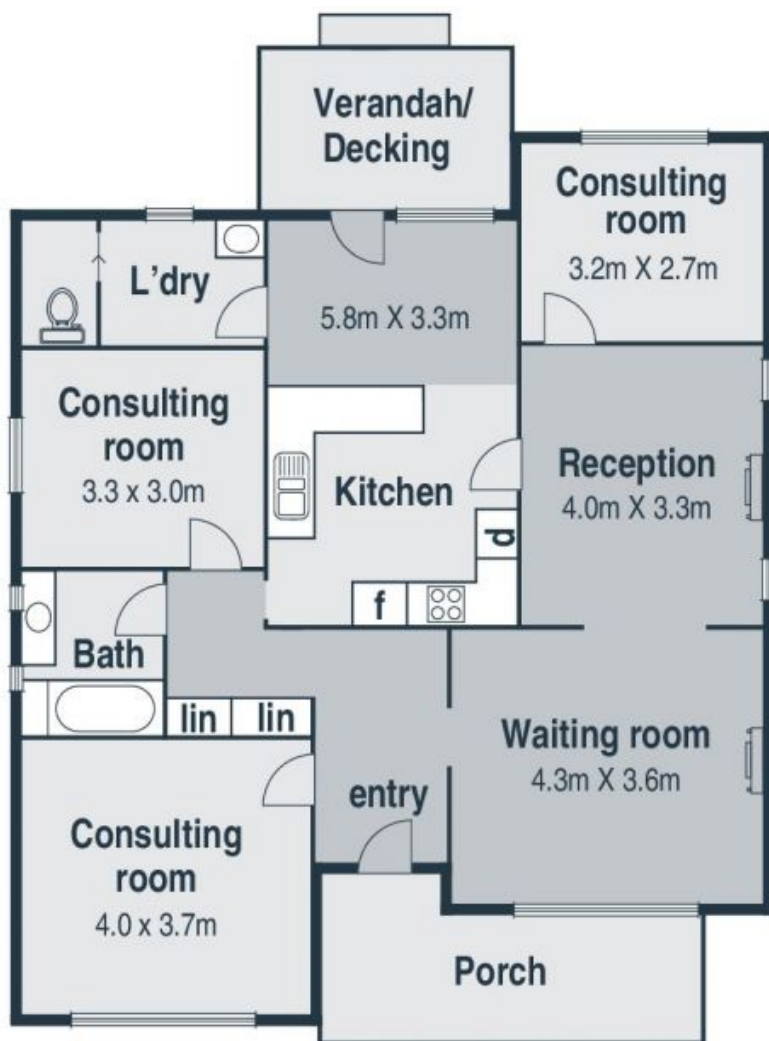 Verandah/
Decking
Consulting
room
3.2m X 2.7m
L'dry
5.8m X 3.3m
Consulting
room
3.3 x 3.0m
Kitchen
Reception
4.0m X 3.3m
d
f
Bath
lin
lin
Waiting room
4.3m X 3.6m
entry
Consulting
room
4.0 x 3.7m
Porch